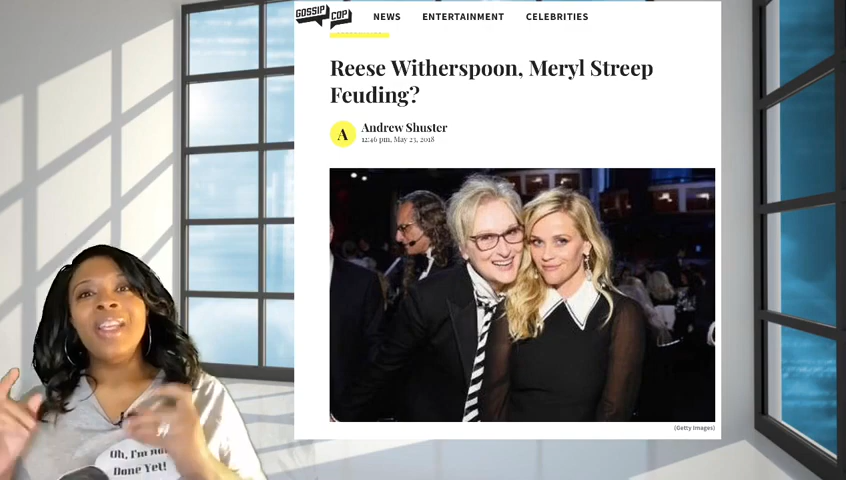 GOSSIP COP
NEWS ENTERTAINMENT CELEBRITIES
Reese Witherspoon, Meryl Streep
Feuding?
A
Andrew Shuster
12:46 pm, May 23, 2018
(Getty Images)
Oh, I'm not
Done Yet!